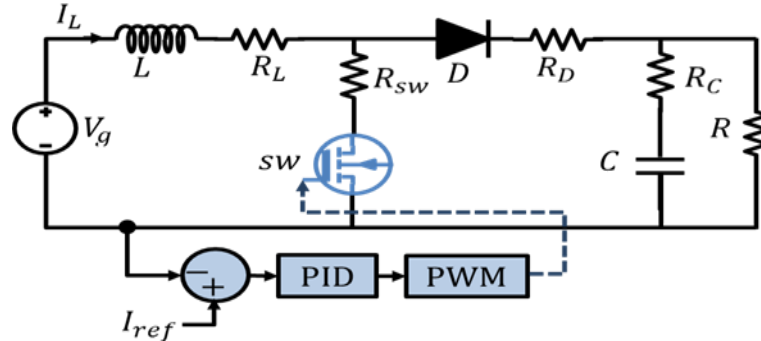 I_L
L
R_L
R_sw
D
R_D
R_C
R
V_g
+
-
sw
C
−
+
PID
PWM
I_ref